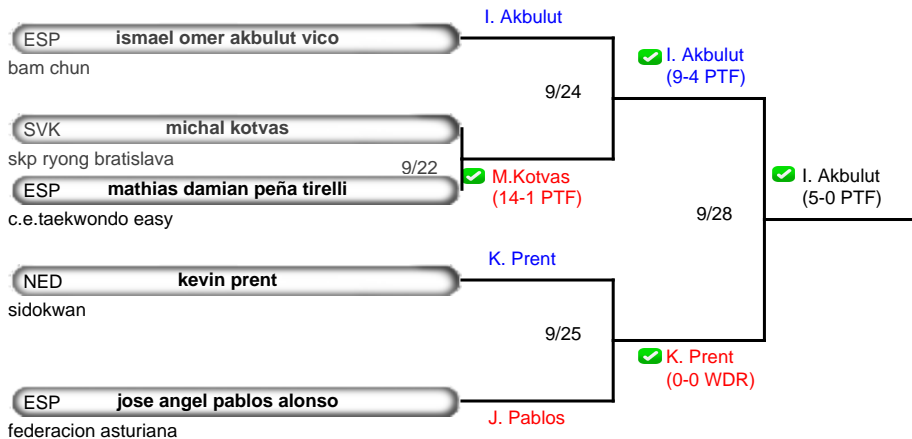 I. Akbulut
ESP ismael omer akbulut vico
bam chun
I. Akbulut
(9-4 PTF)
9/24
SVK michal kotvas
skp ryong bratislava
9/22
ESP mathias damian peña tirelli
c.e.taekwondo easy
M.Kotvas
(14-1 PTF)
I. Akbulut
(5-0 PTF)
9/28
K. Prent
NED kevin prent
sidokwan
9/25
K. Prent
(0-0 WDR)
ESP jose angel pablos alonso
federacion asturiana
J. Pablos